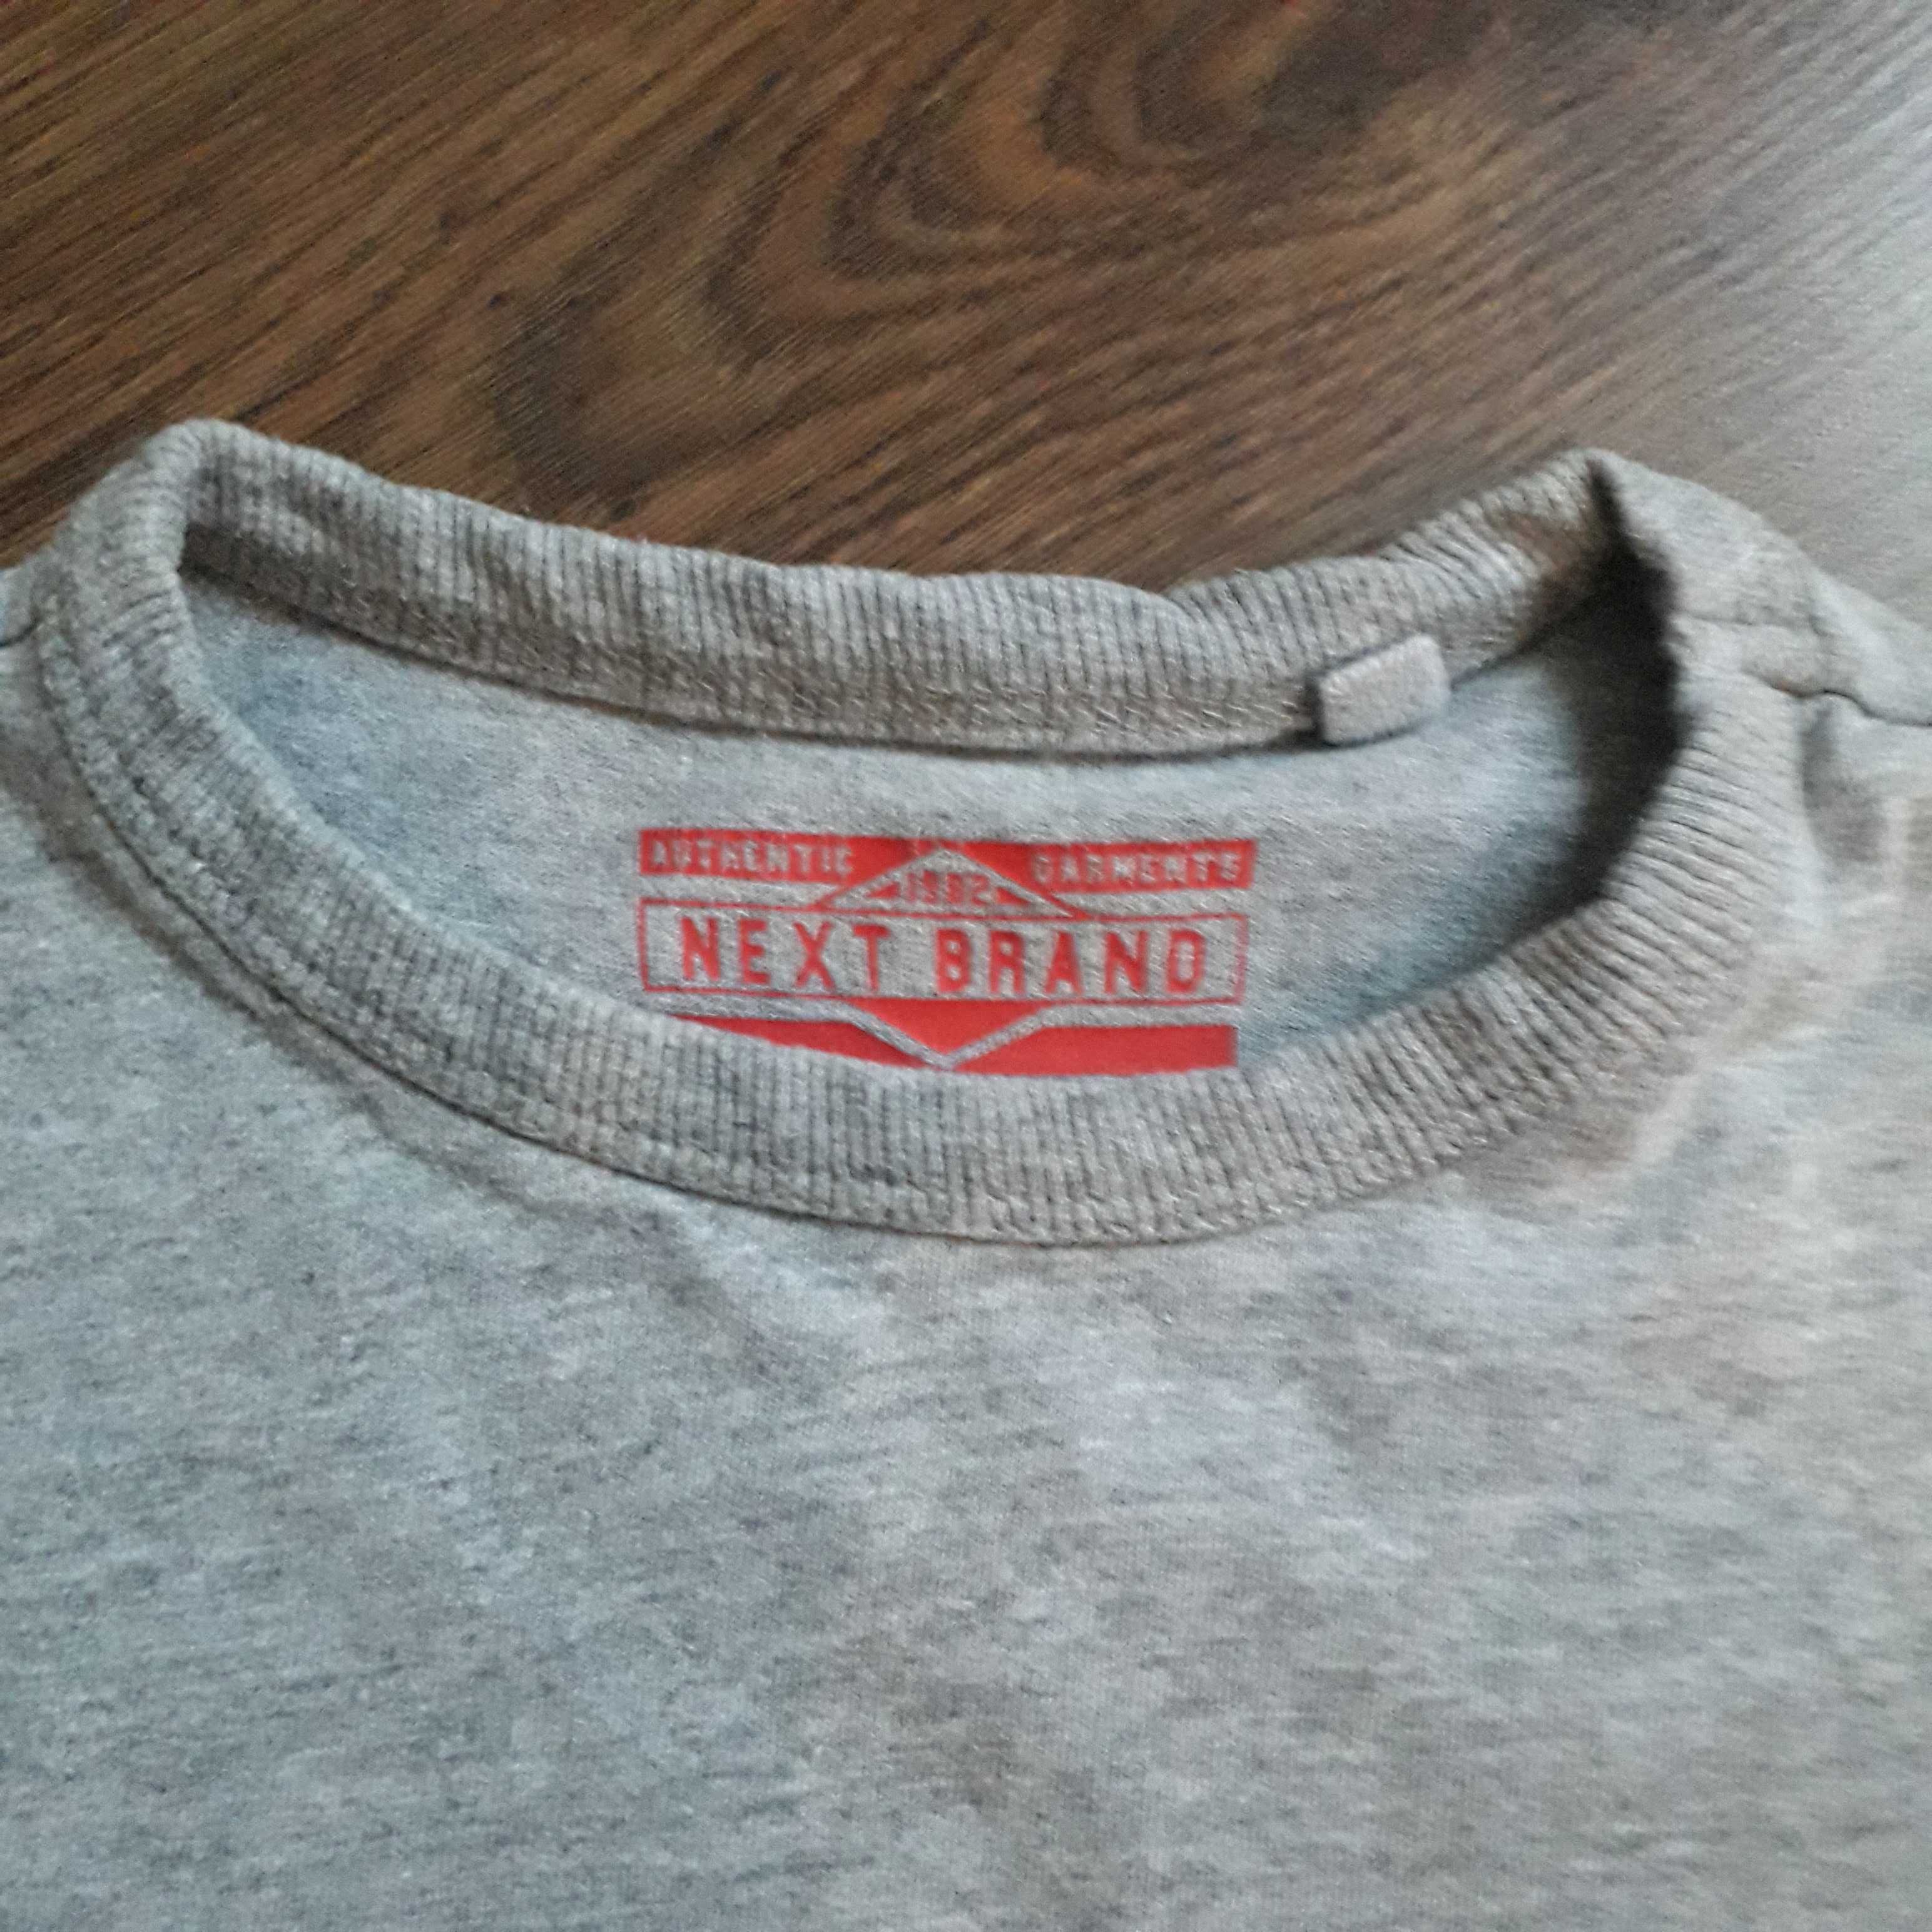 AUTHENTIC GARMENTS
1982
NEXT BRAND